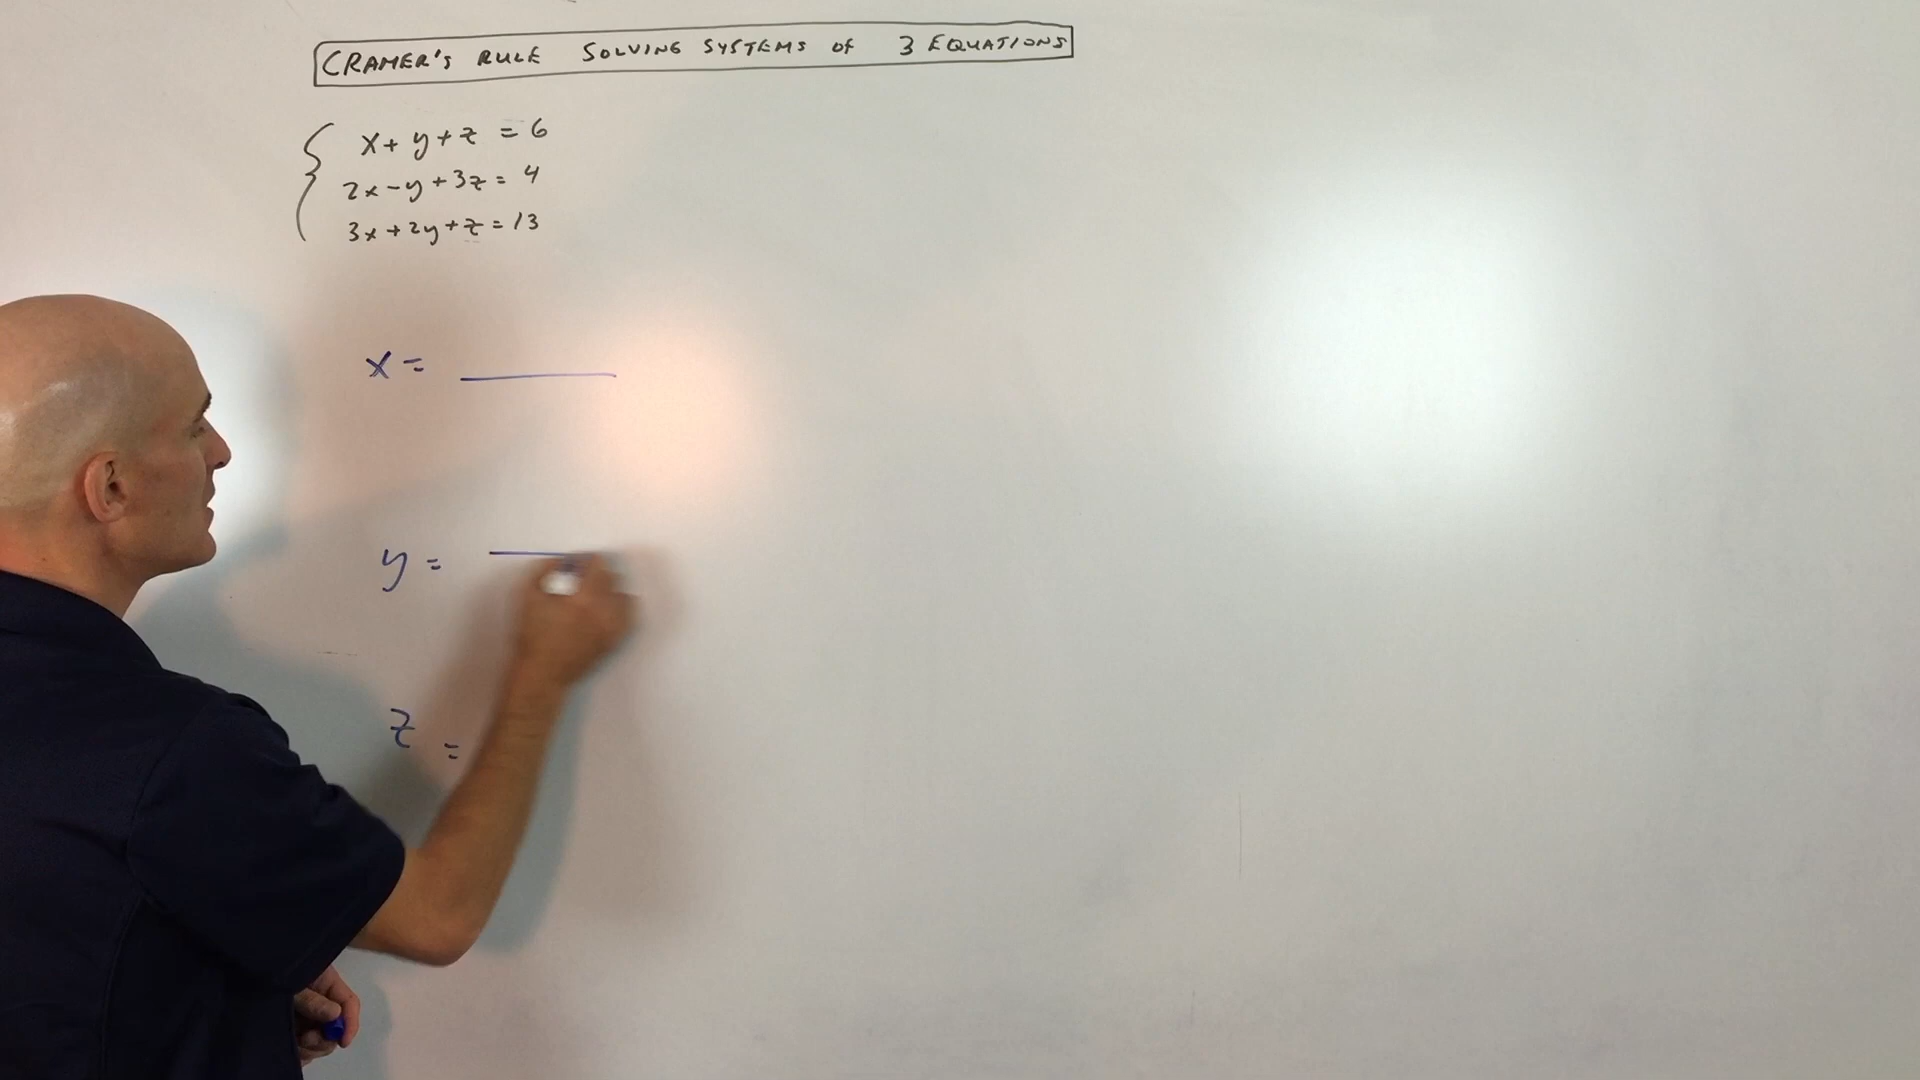 CRAMER'S RULE SOLVING SYSTEMS of 3 EQUATIONS
x + y + z = 6
2x - y + 3z = 4
3x + 2y + z = 13
x =
y =
z =